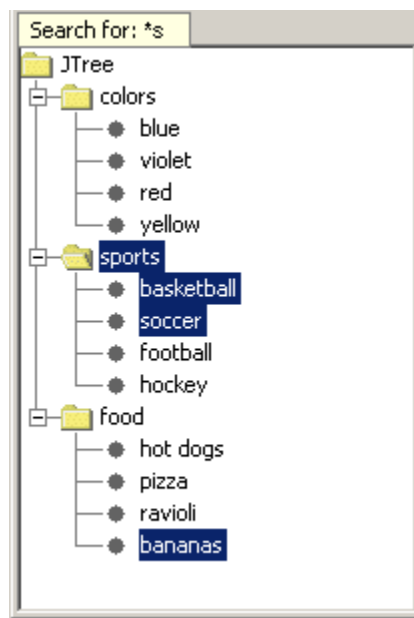 Search for: *s
JTree
colors
blue
violet
red
yellow
sports
basketball
soccer
football
hockey
food
hot dogs
pizza
ravioli
bananas